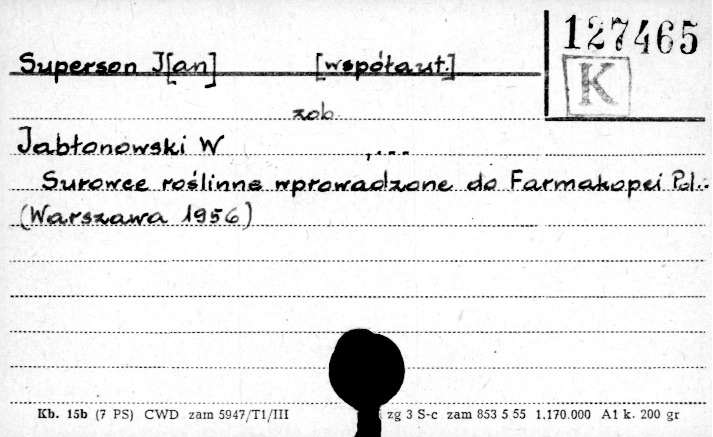 127465
K
Superson J[an] [współaut.]
zob.
Jabłonowski W , ...
Surowce roślinne wprowadzone do Farmakopei Pol..
(Warszawa 1956)
Kb. 15b (7 PS) CWD zam 5947/T1/III zg 3 S-c zam 853 5 55 1.170.000 A1 k. 200 gr